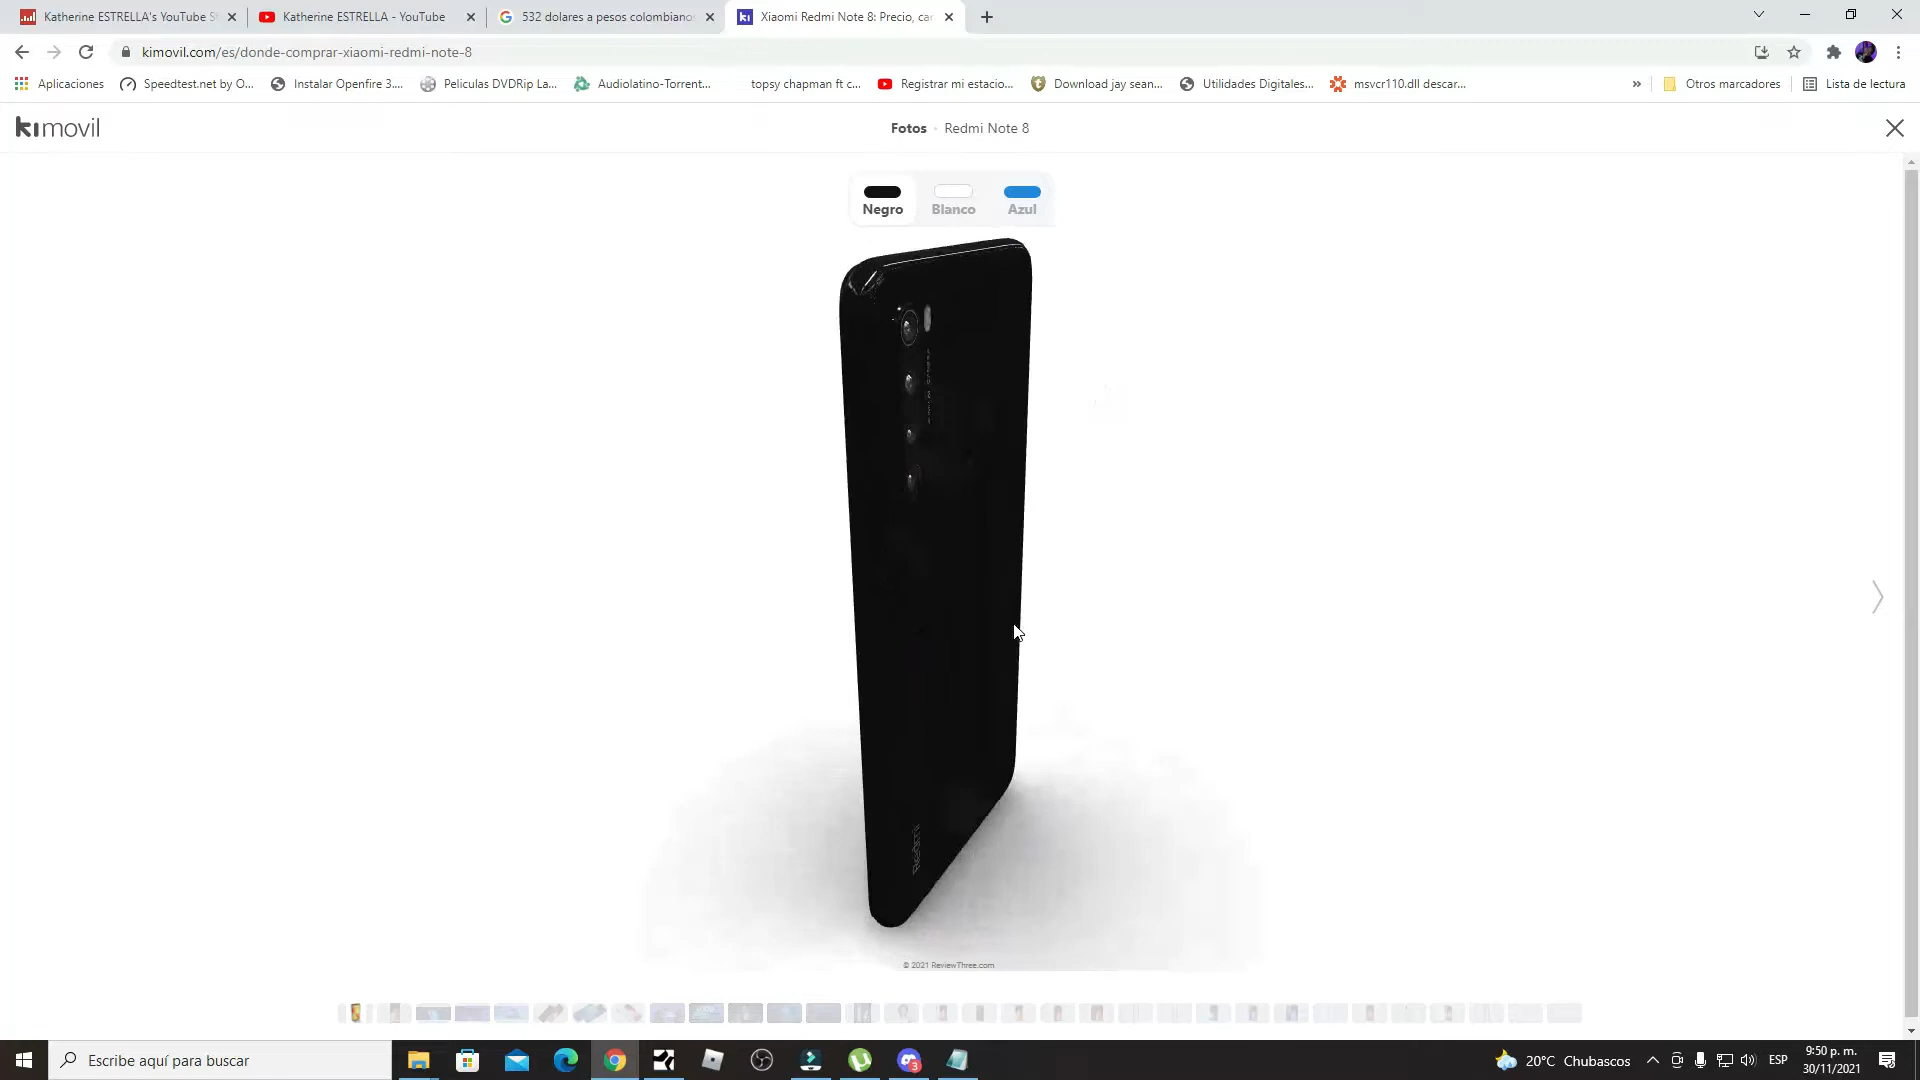 Katherine ESTRELLA's YouTube S
Katherine ESTRELLA - YouTube
532 dolares a pesos colombianos
Xiaomi Redmi Note 8: Precio, car
kimovil.com/es/donde-comprar-xiaomi-redmi-note-8
Aplicaciones
Speedtest.net by O...
Instalar Openfire 3....
Peliculas DVDRip La...
Audiolatino-Torrent...
topsy chapman ft c...
Registrar mi estacio...
Download jay sean...
Utilidades Digitales...
msvcr110.dll descar...
»
Otros marcadores
Lista de lectura
kimovil
Fotos · Redmi Note 8
Negro
Blanco
Azul
Redmi
© 2021 ReviewThree.com
Escribe aquí para buscar
3
20°C Chubascos
ESP
9:50 p. m.
30/11/2021